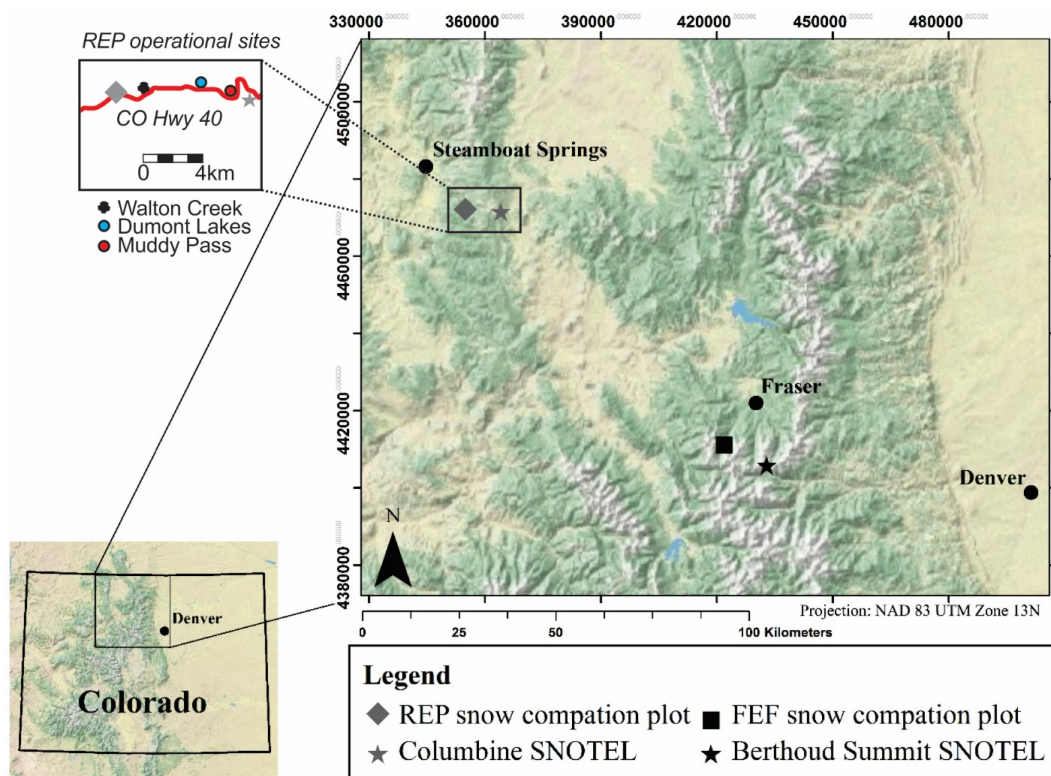 330000 360000 390000 420000 450000 480000
REP operational sites
CO Hwy 40
0 4km
Walton Creek
Dumont Lakes
Muddy Pass
4500000
4460000
4420000
4380000
Steamboat Springs
Fraser
Denver
N
Projection: NAD 83 UTM Zone 13N
0 25 50 100 Kilometers
Denver
Colorado
Legend
REP snow compation plot
FEF snow compation plot
Columbine SNOTEL
Berthoud Summit SNOTEL